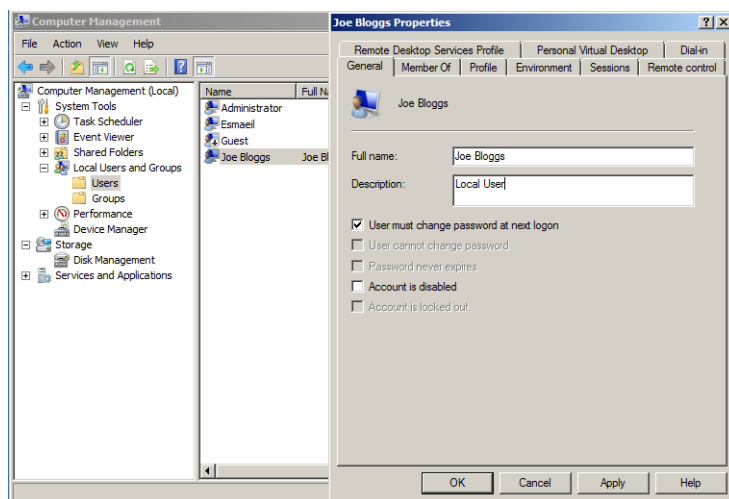 Computer Management
File Action View Help
Computer Management (Local)
System Tools
Task Scheduler
Event Viewer
Shared Folders
Local Users and Groups
Users
Groups
Performance
Device Manager
Storage
Disk Management
Services and Applications
Name Full Na
Administrator
Esmaeil
Guest
Joe Bloggs Joe Bl
Joe Bloggs Properties
Remote Desktop Services Profile Personal Virtual Desktop Dial-in
General Member Of Profile Environment Sessions Remote control
Joe Bloggs
Full name: Joe Bloggs
Description: Local User
User must change password at next logon
User cannot change password
Password never expires
Account is disabled
Account is locked out
OK Cancel Apply Help